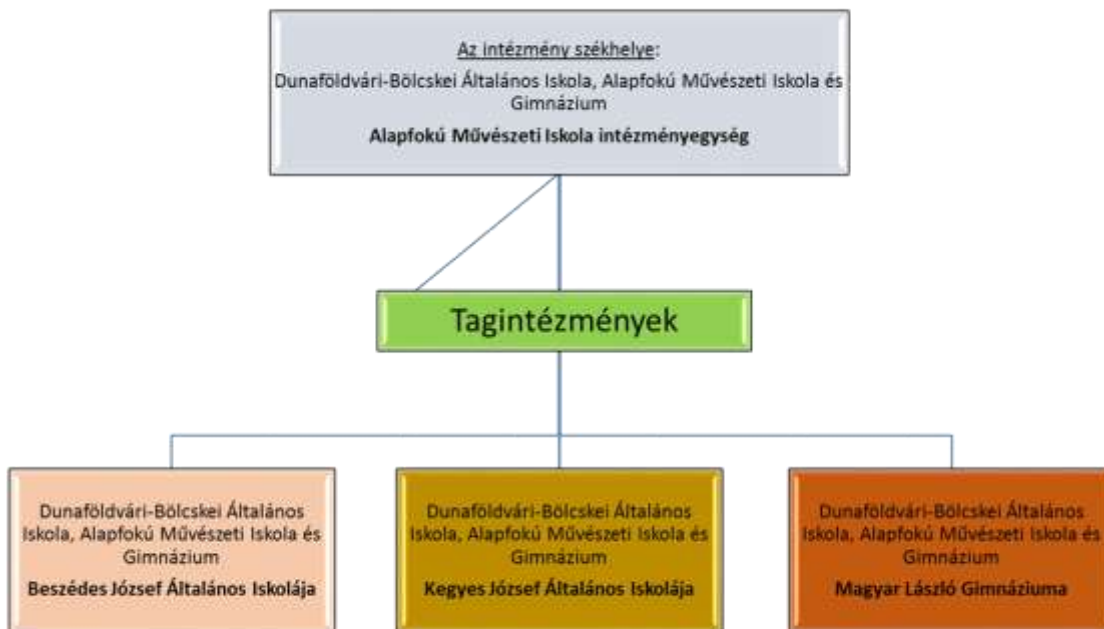 Az intézmény székhelye:
Dunaföldvári-Bölcskei Általános Iskola, Alapfokú Művészeti Iskola és
Gimnázium
Alapfokú Művészeti Iskola intézményegység
Tagintézmények
Dunaföldvári-Bölcskei Általános
Iskola, Alapfokú Művészeti Iskola és
Gimnázium
Beszédes József Általános Iskolája
Dunaföldvári-Bölcskei Általános
Iskola, Alapfokú Művészeti Iskola és
Gimnázium
Kegyes József Általános Iskolája
Dunaföldvári-Bölcskei Általános
Iskola, Alapfokú Művészeti Iskola és
Gimnázium
Magyar László Gimnáziuma